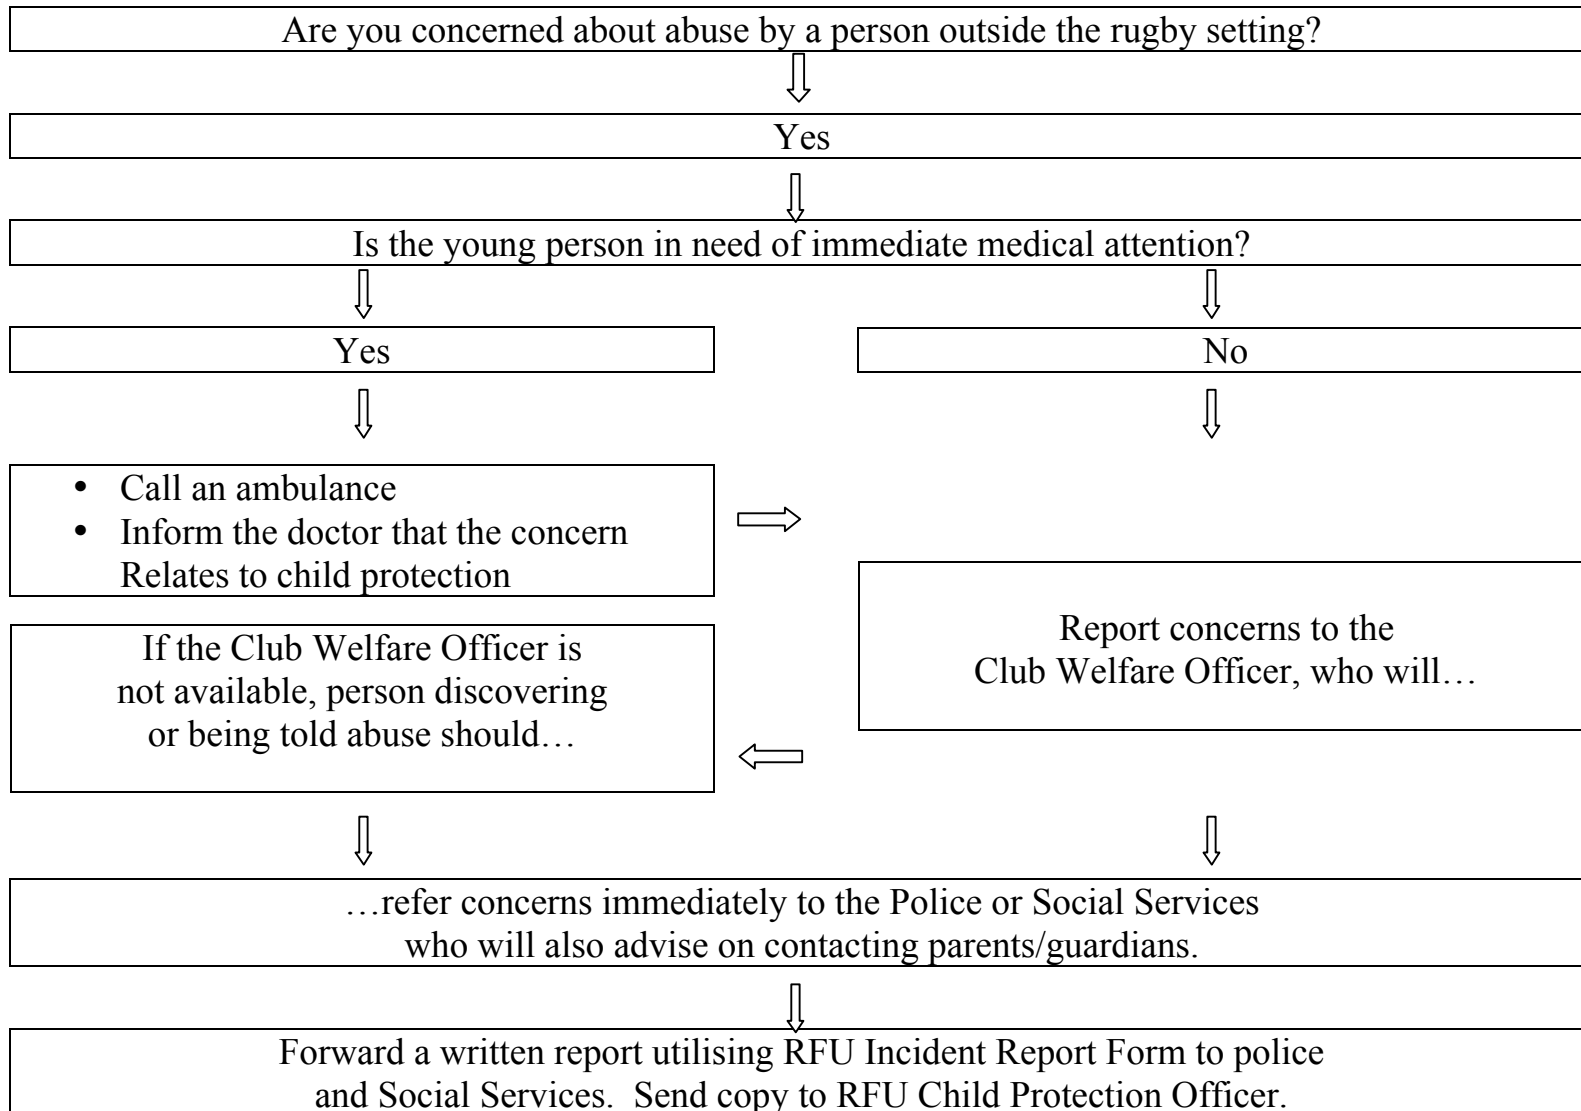 Are you concerned about abuse by a person outside the rugby setting?
Yes
Is the young person in need of immediate medical attention?
Yes
No
• Call an ambulance
• Inform the doctor that the concern
Relates to child protection
Report concerns to the
Club Welfare Officer, who will…
If the Club Welfare Officer is
not available, person discovering
or being told abuse should…
…refer concerns immediately to the Police or Social Services
who will also advise on contacting parents/guardians.
Forward a written report utilising RFU Incident Report Form to police
and Social Services.  Send copy to RFU Child Protection Officer.